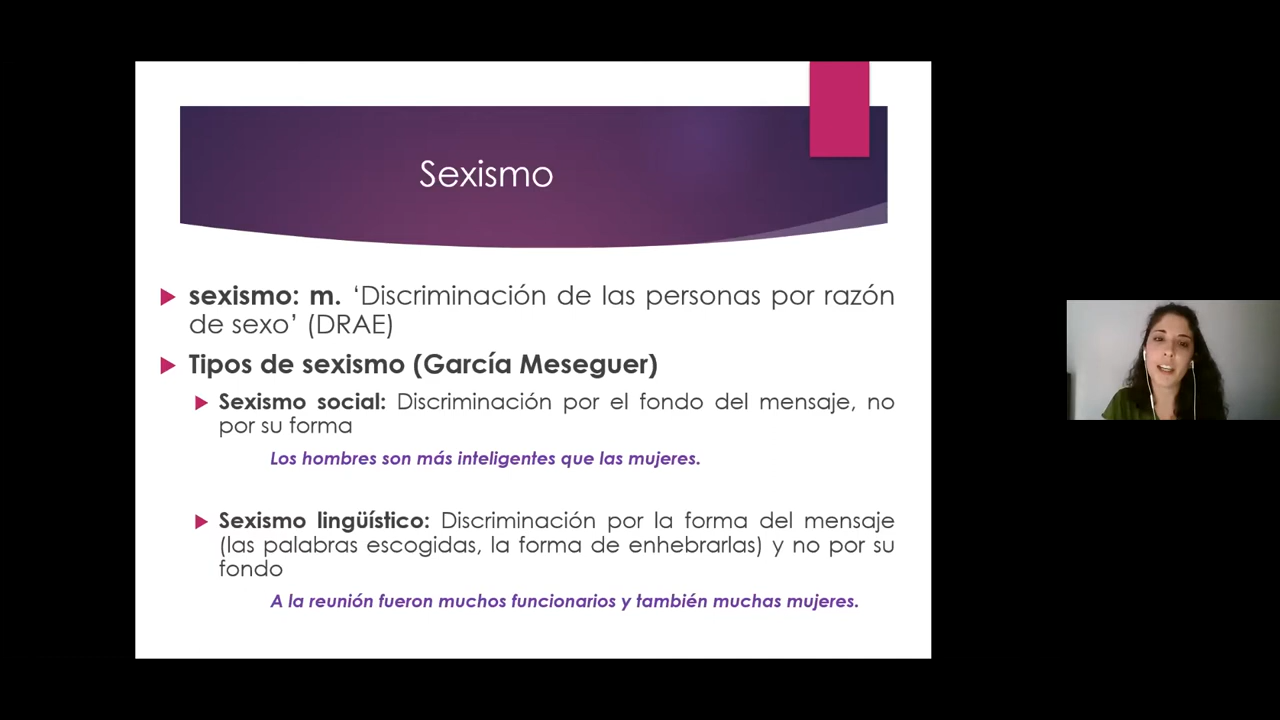 Sexismo
sexismo: m. ‘Discriminación de las personas por razón
de sexo’ (DRAE)
Tipos de sexismo (García Meseguer)
Sexismo social: Discriminación por el fondo del mensaje, no
por su forma
Los hombres son más inteligentes que las mujeres.
Sexismo lingüístico: Discriminación por la forma del mensaje
(las palabras escogidas, la forma de enhebrarlas) y no por su
fondo
A la reunión fueron muchos funcionarios y también muchas mujeres.